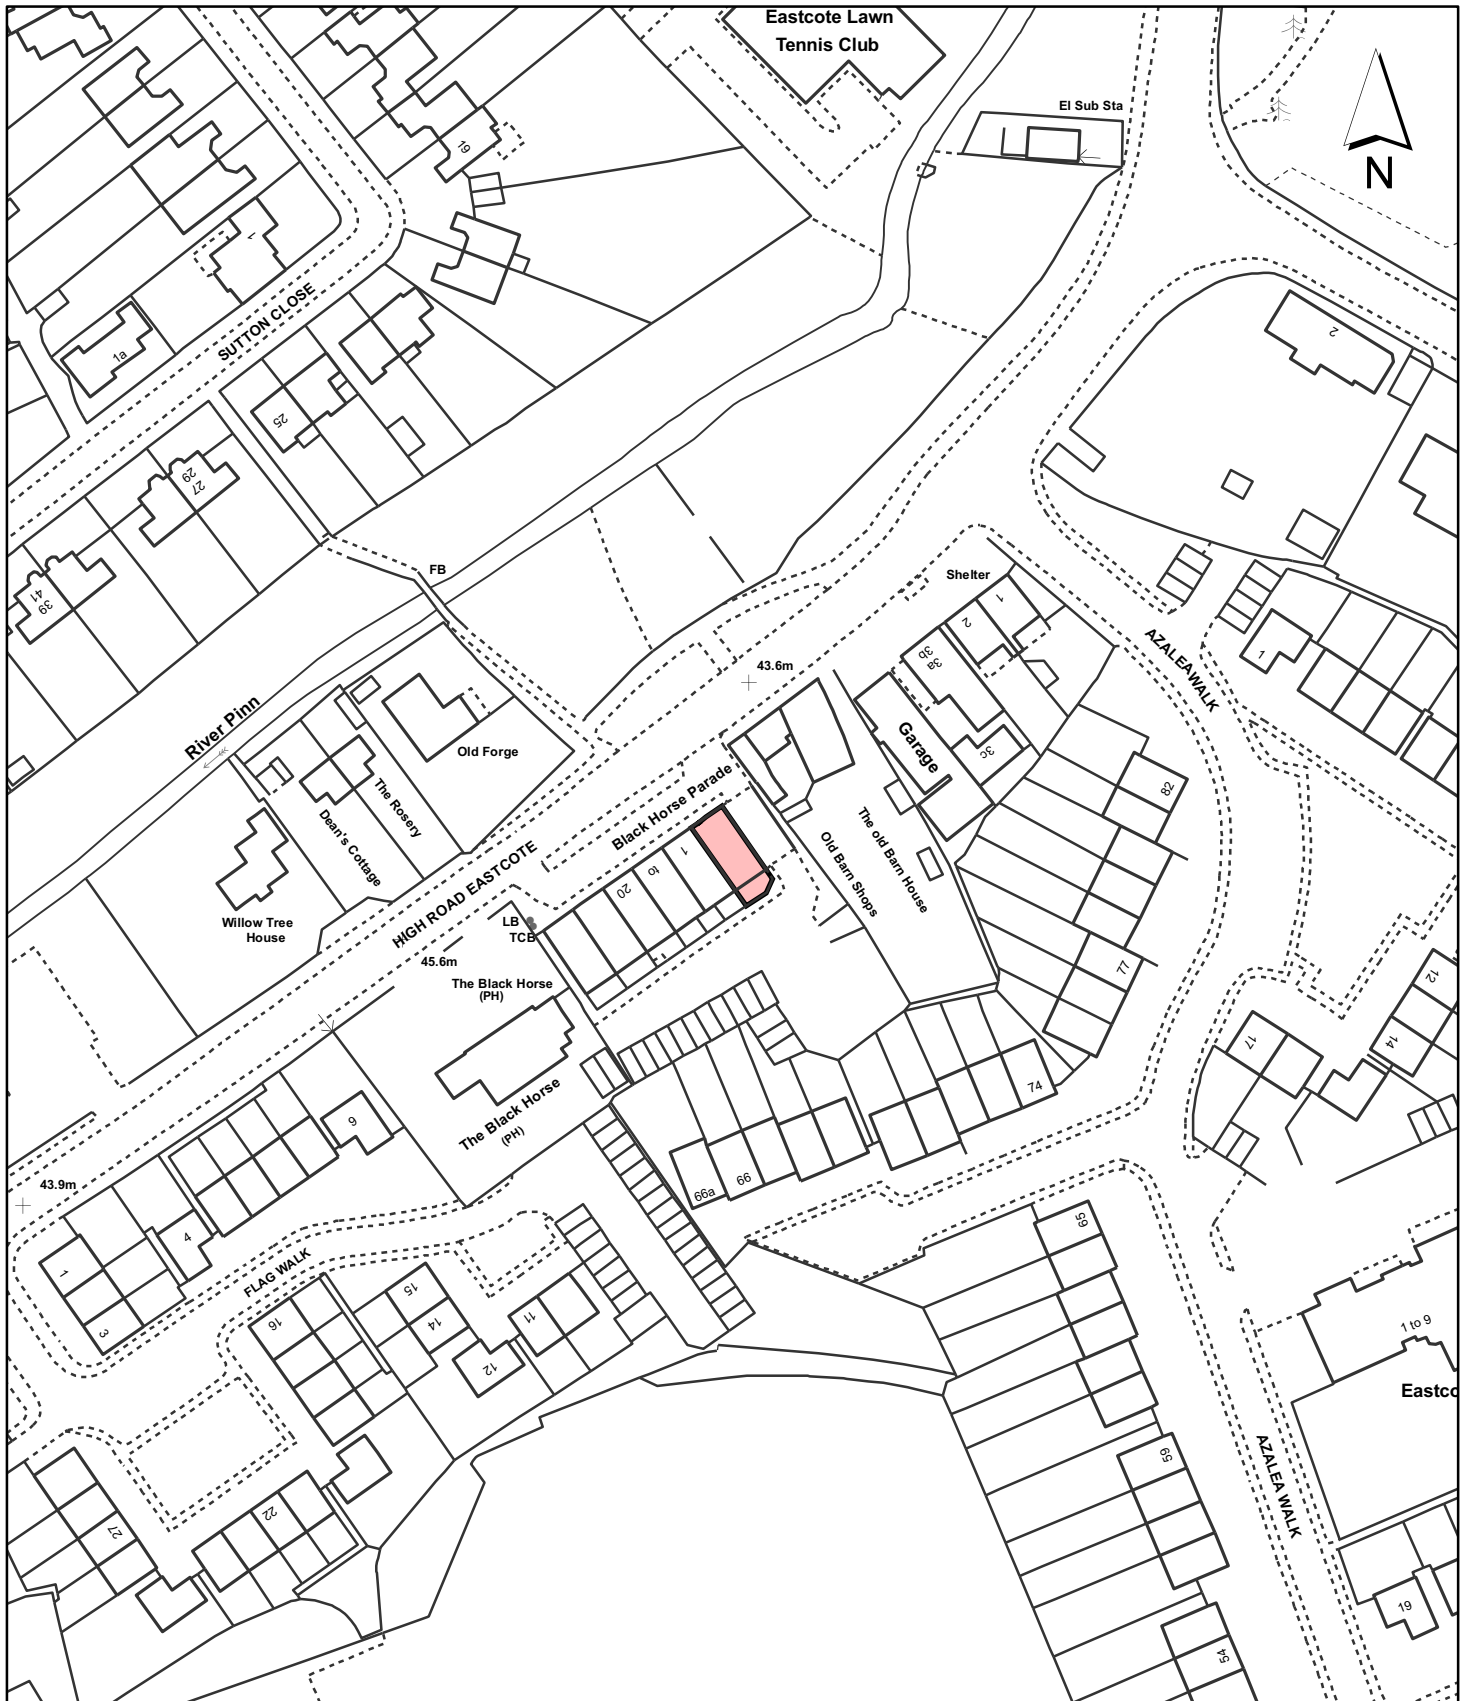 Eastcote Lawn
Tennis Club
El Sub Sta
N
19
1
1a
SUTTON CLOSE
2
25
29
27
41
39
FB
Shelter
1
2
3b
3a
3c
AZALEA WALK
1
43.6m
River Pinn
Old Forge
The Rosery
Dean's Cottage
Garage
Black Horse Parade
82
1
to
20
The old Barn House
Old Barn Shops
HIGH ROAD EASTCOTE
Willow Tree
House
LB
TCB
45.6m
The Black Horse
(PH)
77
12
14
17
The Black Horse
(PH)
74
9
66
66a
43.9m
4
1
3
FLAG WALK
65
15
14
16
11
12
1 to 9
Eastco
AZALEA WALK
59
22
27
19
54